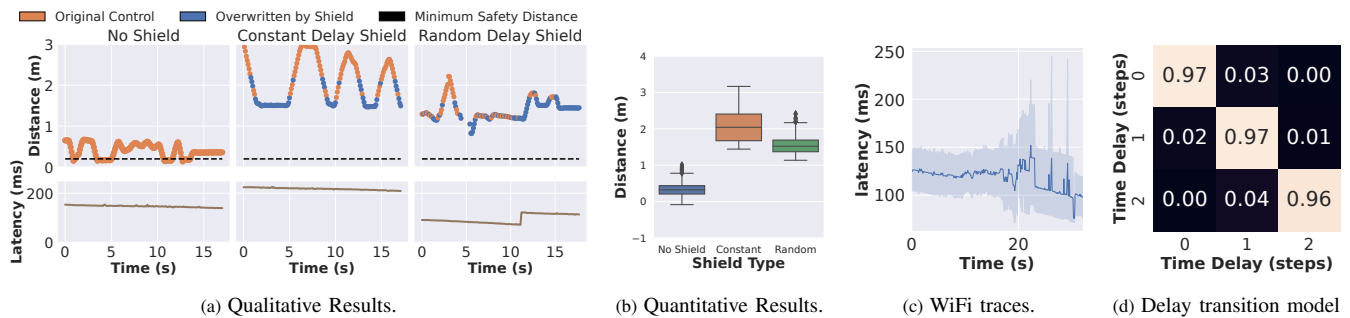 Original Control Overwritten by Shield Minimum Safety Distance
No Shield Constant Delay Shield Random Delay Shield
Distance (m)
3
2
1
0
Latency (ms)
200
0
0 5 10 15 0 5 10 15 0 5 10 15
Time (s) Time (s) Time (s)
(a) Qualitative Results.
Distance (m)
4
3
2
1
0
−1
No Shield Constant Random
Shield Type
(b) Quantitative Results.
latency (ms)
250
200
150
100
0 20
Time (s)
(c) WiFi traces.
Time Delay (steps)
0 0.97 0.03 0.00
1 0.02 0.97 0.01
2 0.00 0.04 0.96
0 1 2
Time Delay (steps)
(d) Delay transition model